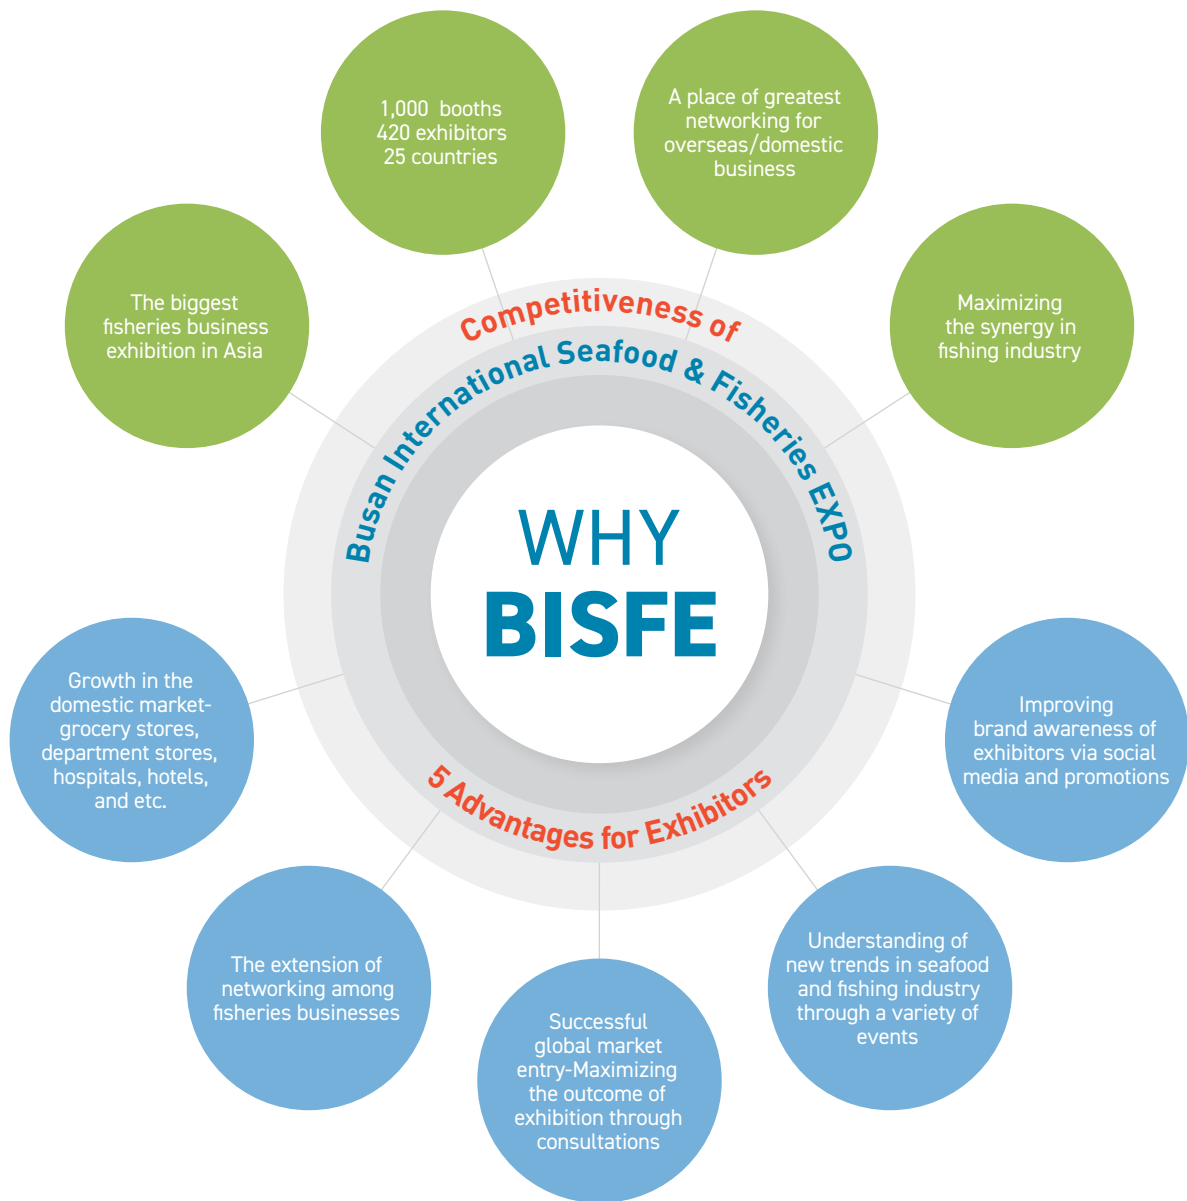 1,000 booths
420 exhibitors
25 countries
A place of greatest
networking for
overseas/domestic
business
The biggest
fisheries business
exhibition in Asia
Maximizing
the synergy in
fishing industry
Competitiveness of
Busan International Seafood & Fisheries EXPO
WHY
BISFE
5 Advantages for Exhibitors
Growth in the
domestic market-
grocery stores,
department stores,
hospitals, hotels,
and etc.
The extension of
networking among
fisheries businesses
Successful
global market
entry-Maximizing
the outcome of
exhibition through
consultations
Understanding of
new trends in seafood
and fishing industry
through a variety of
events
Improving
brand awareness of
exhibitors via social
media and promotions